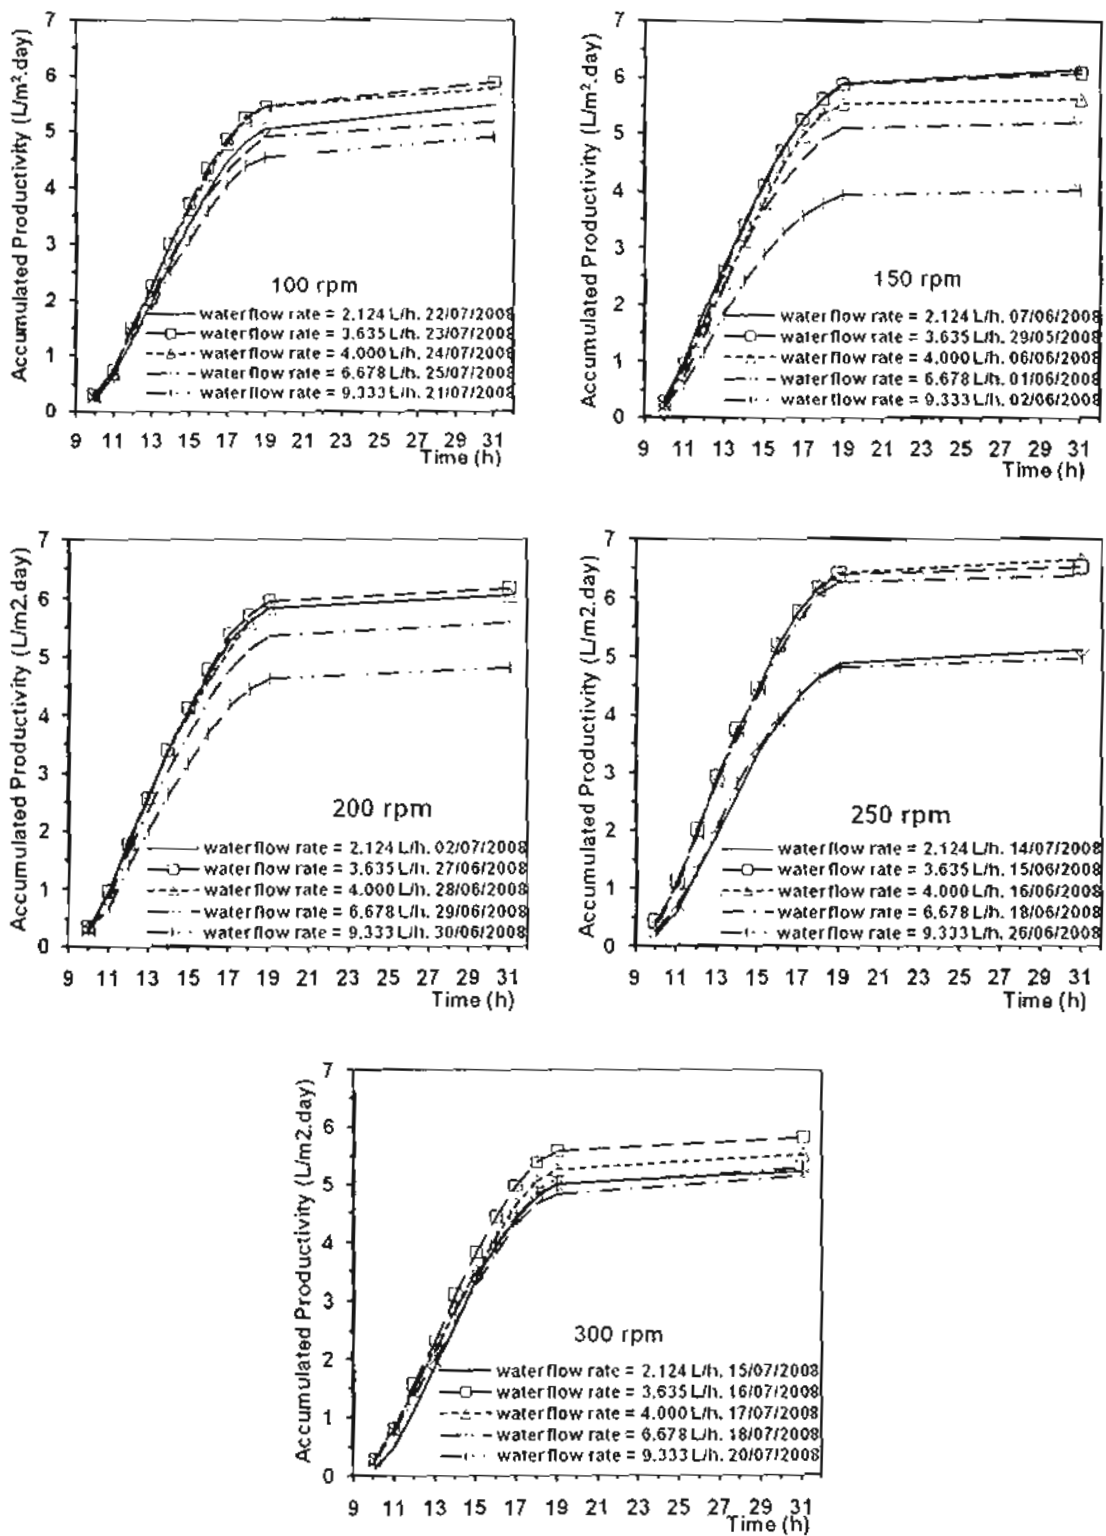 Accumulated Productivity (L/m².day)
7
6
5
4
3
2
1
0
100 rpm
water flow rate = 2.124 L/h. 22/07/2008
water flow rate = 3.635 L/h. 23/07/2008
water flow rate = 4.000 L/h. 24/07/2008
water flow rate = 6.678 L/h. 25/07/2008
water flow rate = 9.333 L/h. 21/07/2008
9 11 13 15 17 19 21 23 25 27 29 31
Time (h)
Accumulated Productivity (L/m².day)
7
6
5
4
3
2
1
0
150 rpm
water flow rate = 2.124 L/h. 07/06/2008
water flow rate = 3.635 L/h. 29/05/2008
water flow rate = 4.000 L/h. 06/06/2008
water flow rate = 6.678 L/h. 01/06/2008
water flow rate = 9.333 L/h. 02/06/2008
9 11 13 15 17 19 21 23 25 27 29 31
Time (h)
Accumulated Productivity (L/m2.day)
7
6
5
4
3
2
1
0
200 rpm
water flow rate = 2.124 L/h. 02/07/2008
water flow rate = 3.635 L/h. 27/06/2008
water flow rate = 4.000 L/h. 28/06/2008
water flow rate = 6.678 L/h. 29/06/2008
water flow rate = 9.333 L/h. 30/06/2008
9 11 13 15 17 19 21 23 25 27 29 31
Time (h)
Accumulated Productivity (L/m2.day)
7
6
5
4
3
2
1
0
250 rpm
water flow rate = 2.124 L/h. 14/07/2008
water flow rate = 3.635 L/h. 15/06/2008
water flow rate = 4.000 L/h. 16/06/2008
water flow rate = 6.678 L/h. 18/06/2008
water flow rate = 9.333 L/h. 26/06/2008
9 11 13 15 17 19 21 23 25 27 29 31
Time (h)
Accumulated Productivity (L/m2.day)
7
6
5
4
3
2
1
0
300 rpm
water flow rate = 2.124 L/h. 15/07/2008
water flow rate = 3.635 L/h. 16/07/2008
water flow rate = 4.000 L/h. 17/07/2008
water flow rate = 6.678 L/h. 18/07/2008
water flow rate = 9.333 L/h. 20/07/2008
9 11 13 15 17 19 21 23 25 27 29 31
Time (h)